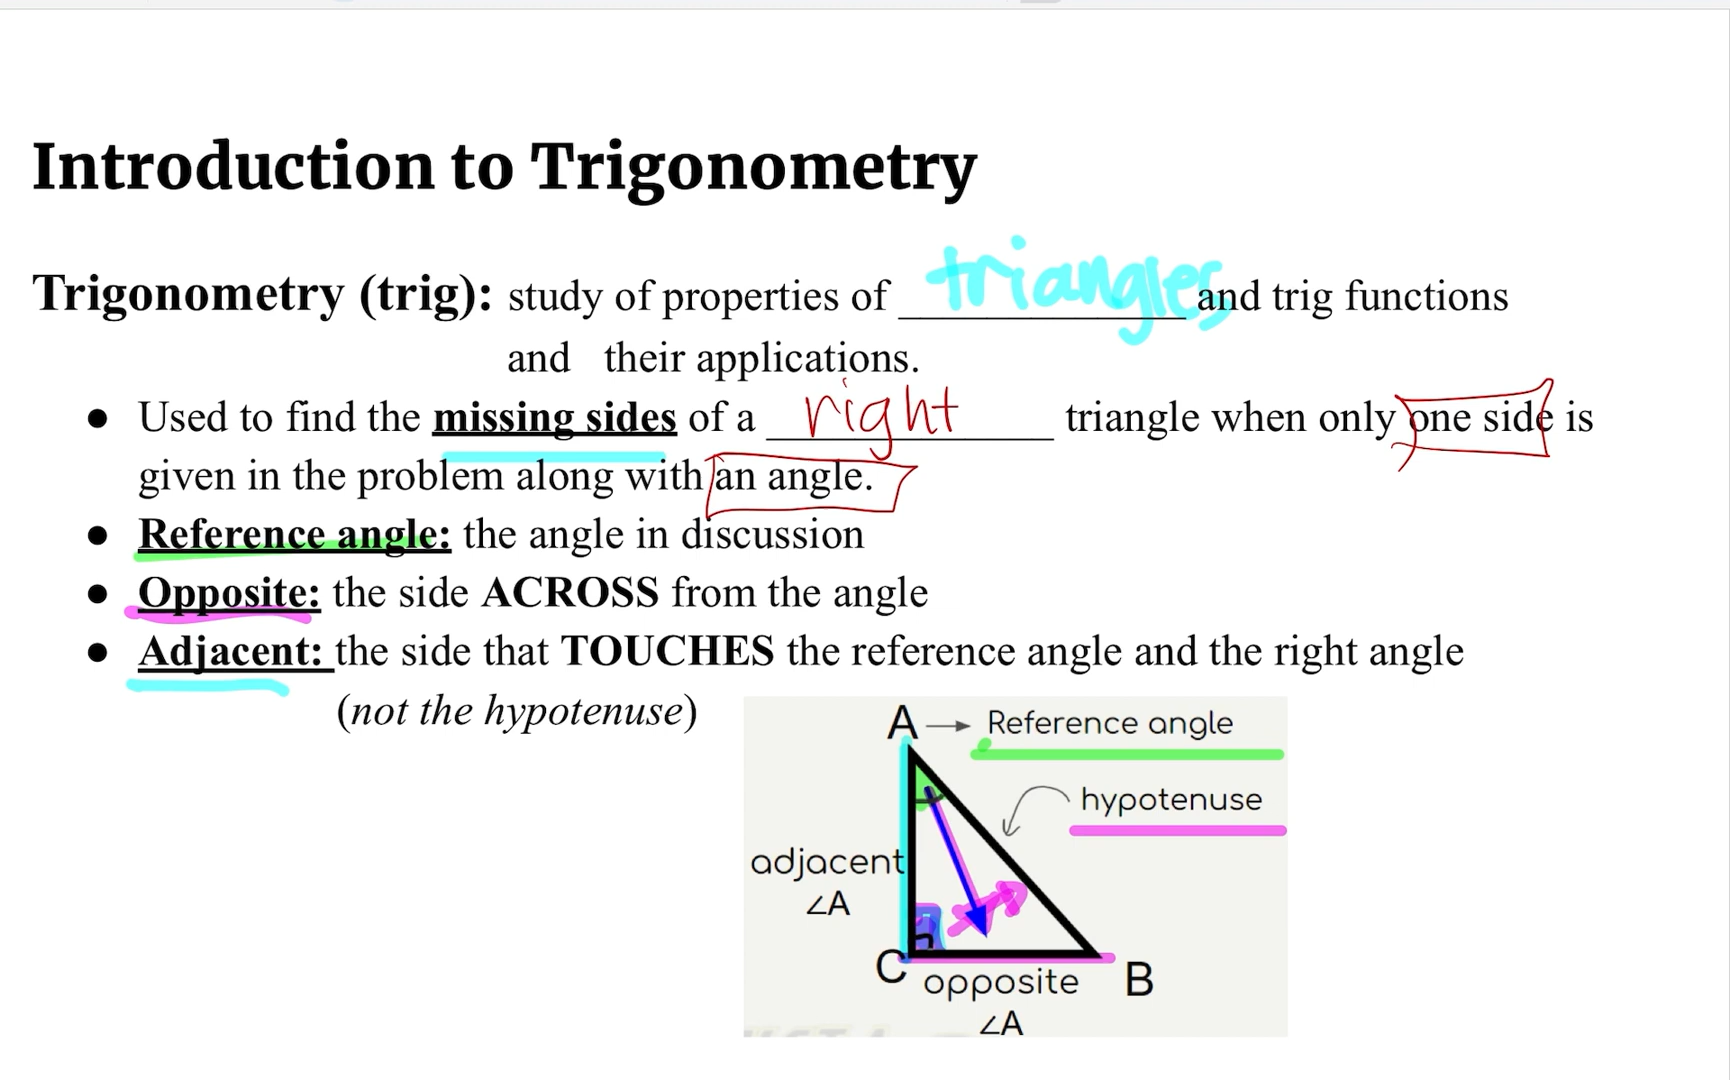 Introduction to Trigonometry
Trigonometry (trig): study of properties of triangles and trig functions
and their applications.
● Used to find the missing sides of a right triangle when only one side is
given in the problem along with an angle.
● Reference angle: the angle in discussion
● Opposite: the side ACROSS from the angle
● Adjacent: the side that TOUCHES the reference angle and the right angle
(not the hypotenuse)
A → Reference angle
hypotenuse
adjacent
∠A
C
opposite
∠A
B